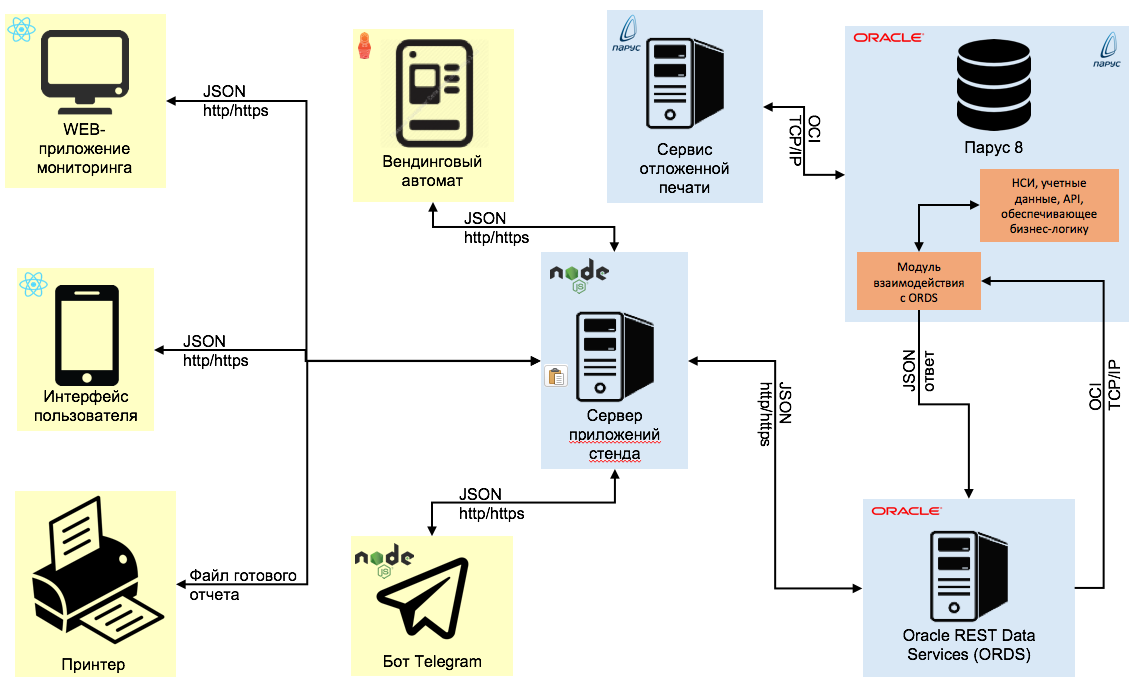 JSON
http/https
WEB-
приложение
мониторинга
Вендинговый
автомат
JSON
http/https
ПАРУС
Сервис
отложенной
печати
OCI
TCP/IP
ORACLE
ПАРУС
Парус 8
НСИ, учетные
данные, API,
обеспечивающее
бизнес-логику
Модуль
взаимодействия
с ORDS
JSON
http/https
Интерфейс
пользователя
node
JS
Сервер
приложений
стенда
JSON
http/https
JSON
ответ
OCI
TCP/IP
Файл готового
отчета
Принтер
JSON
http/https
node
JS
Бот Telegram
ORACLE
Oracle REST Data
Services (ORDS)